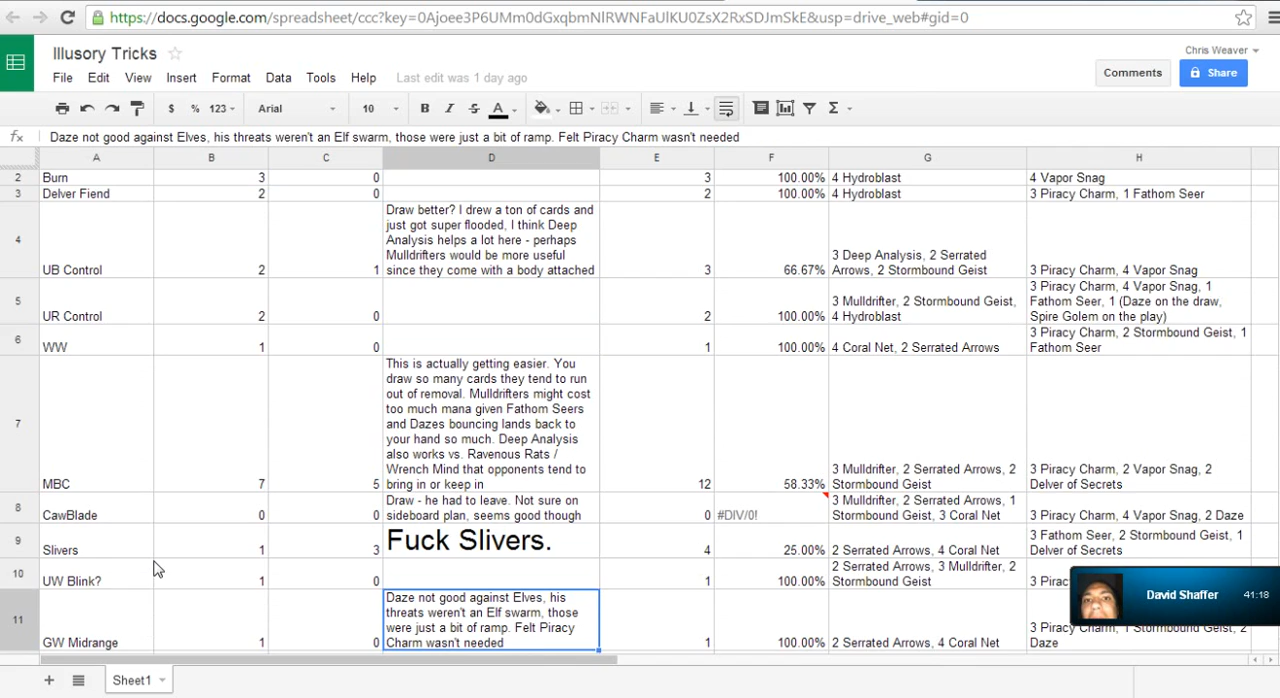 https://docs.google.com/spreadsheet/ccc?key=0Ajoee3P6UMm0dGxqbmNlRWNFaUlKU0ZsX2RxSDJmSkE&usp=drive_web#gid=0
Illusory Tricks
Chris Weaver
File Edit View Insert Format Data Tools Help Last edit was 1 day ago
Comments Share
$ % 123 Arial 10 B I S A Σ
fx Daze not good against Elves, his threats weren't an Elf swarm, those were just a bit of ramp. Felt Piracy Charm wasn't needed
A B C D E F G H
2 Burn 3 0 3 100.00% 4 Hydroblast 4 Vapor Snag
3 Delver Fiend 2 0 2 100.00% 4 Hydroblast 3 Piracy Charm, 1 Fathom Seer
Draw better? I drew a ton of cards and
just got super flooded, I think Deep
Analysis helps a lot here - perhaps
Mulldrifters would be more useful
since they come with a body attached
4 UB Control 2 1 3 66.67%
3 Deep Analysis, 2 Serrated
Arrows, 2 Stormbound Geist
3 Piracy Charm, 4 Vapor Snag
5 UR Control 2 0 2 100.00%
3 Mulldrifter, 2 Stormbound Geist,
4 Hydroblast
3 Piracy Charm, 4 Vapor Snag, 1
Fathom Seer, 1 (Daze on the draw,
Spire Golem on the play)
6 WW 1 0 1 100.00% 4 Coral Net, 2 Serrated Arrows
3 Piracy Charm, 2 Stormbound Geist, 1
Fathom Seer
This is actually getting easier. You
draw so many cards they tend to run
out of removal. Mulldrifters might cost
too much mana given Fathom Seers
and Dazes bouncing lands back to
your hand so much. Deep Analysis
also works vs. Ravenous Rats /
Wrench Mind that opponents tend to
bring in or keep in
7 MBC 7 5 12 58.33%
3 Mulldrifter, 2 Serrated Arrows, 2
Stormbound Geist
3 Piracy Charm, 2 Vapor Snag, 2
Delver of Secrets
Draw - he had to leave. Not sure on
sideboard plan, seems good though
8 CawBlade 0 0 0 #DIV/0!
3 Mulldrifter, 2 Serrated Arrows, 1
Stormbound Geist, 3 Coral Net
3 Piracy Charm, 4 Vapor Snag, 2 Daze
9 Slivers 1 3 Fuck Slivers. 4 25.00% 2 Serrated Arrows, 4 Coral Net
3 Fathom Seer, 2 Stormbound Geist, 1
Delver of Secrets
10 UW Blink? 1 0 1 100.00%
2 Serrated Arrows, 3 Mulldrifter, 2
Stormbound Geist
3 Pirac
David Shaffer 41:18
Daze not good against Elves, his
threats weren't an Elf swarm, those
were just a bit of ramp. Felt Piracy
Charm wasn't needed
11 GW Midrange 1 0 1 100.00% 2 Serrated Arrows, 4 Coral Net
3 Piracy Charm, 1 Stormbound Geist, 2
Daze
Sheet1